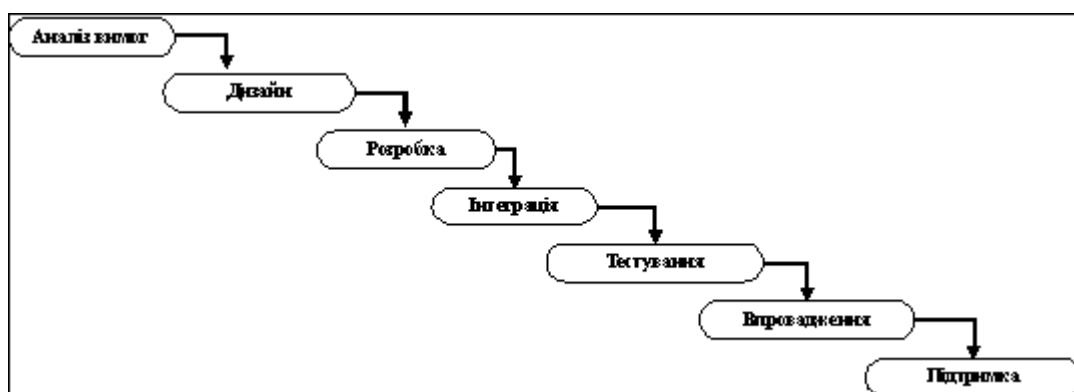 Аналіз вимог
Дизайн
Розробка
Інтеграція
Тестування
Впровадження
Підтримка